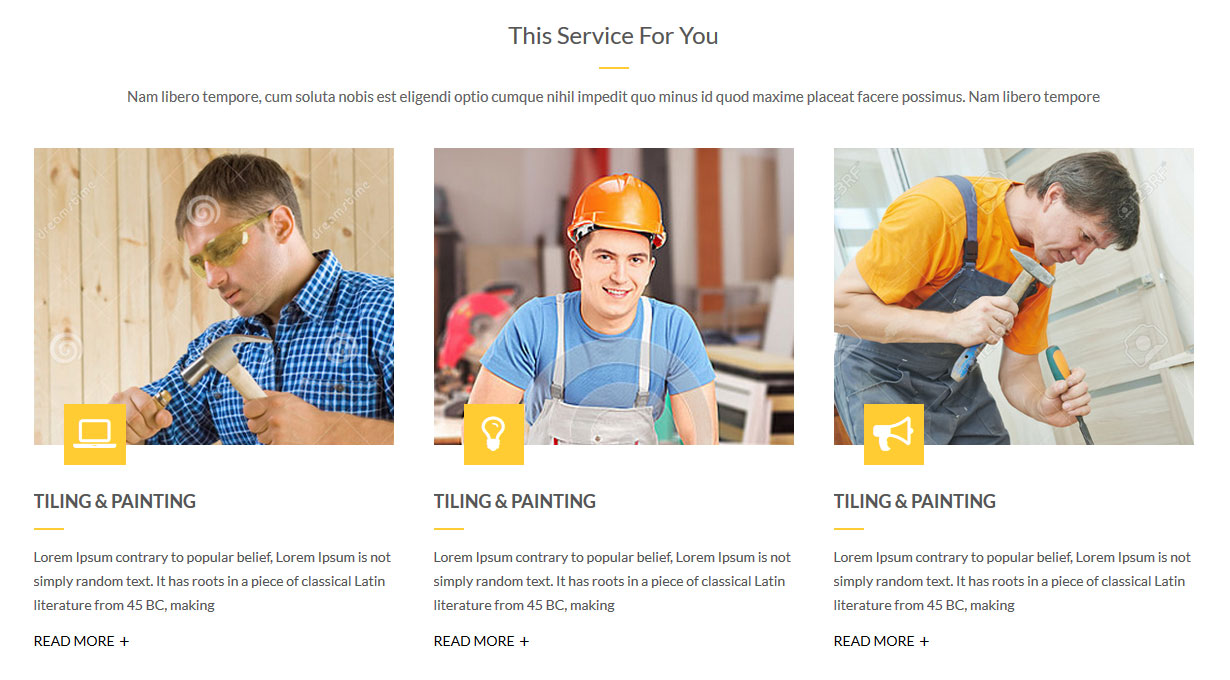 This Service For You
Nam libero tempore, cum soluta nobis est eligendi optio cumque nihil impedit quo minus id quod maxime placeat facere possimus. Nam libero tempore
dreamstime
dreamstime
123RF
TILING & PAINTING
TILING & PAINTING
TILING & PAINTING
Lorem Ipsum contrary to popular belief, Lorem Ipsum is not
simply random text. It has roots in a piece of classical Latin
literature from 45 BC, making
Lorem Ipsum contrary to popular belief, Lorem Ipsum is not
simply random text. It has roots in a piece of classical Latin
literature from 45 BC, making
Lorem Ipsum contrary to popular belief, Lorem Ipsum is not
simply random text. It has roots in a piece of classical Latin
literature from 45 BC, making
READ MORE +
READ MORE +
READ MORE +